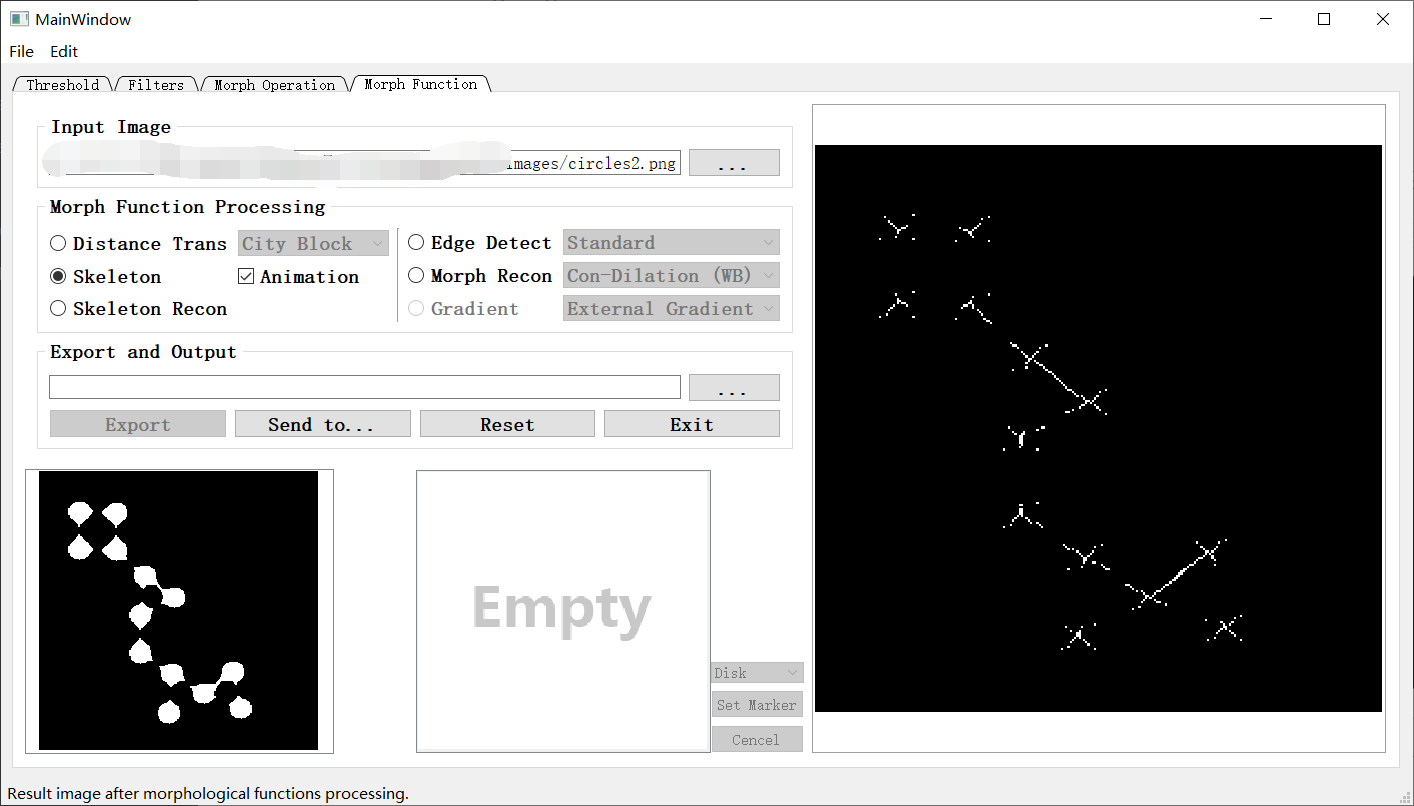 MainWindow
File Edit
Threshold Filters Morph Operation Morph Function
Input Image
images/circles2.png ...
Morph Function Processing
Distance Trans City Block Edge Detect Standard
Skeleton Animation Morph Recon Con-Dilation (WB)
Skeleton Recon Gradient External Gradient
Export and Output
...
Export Send to... Reset Exit
Empty
Disk
Set Marker
Cencel
Result image after morphological functions processing.